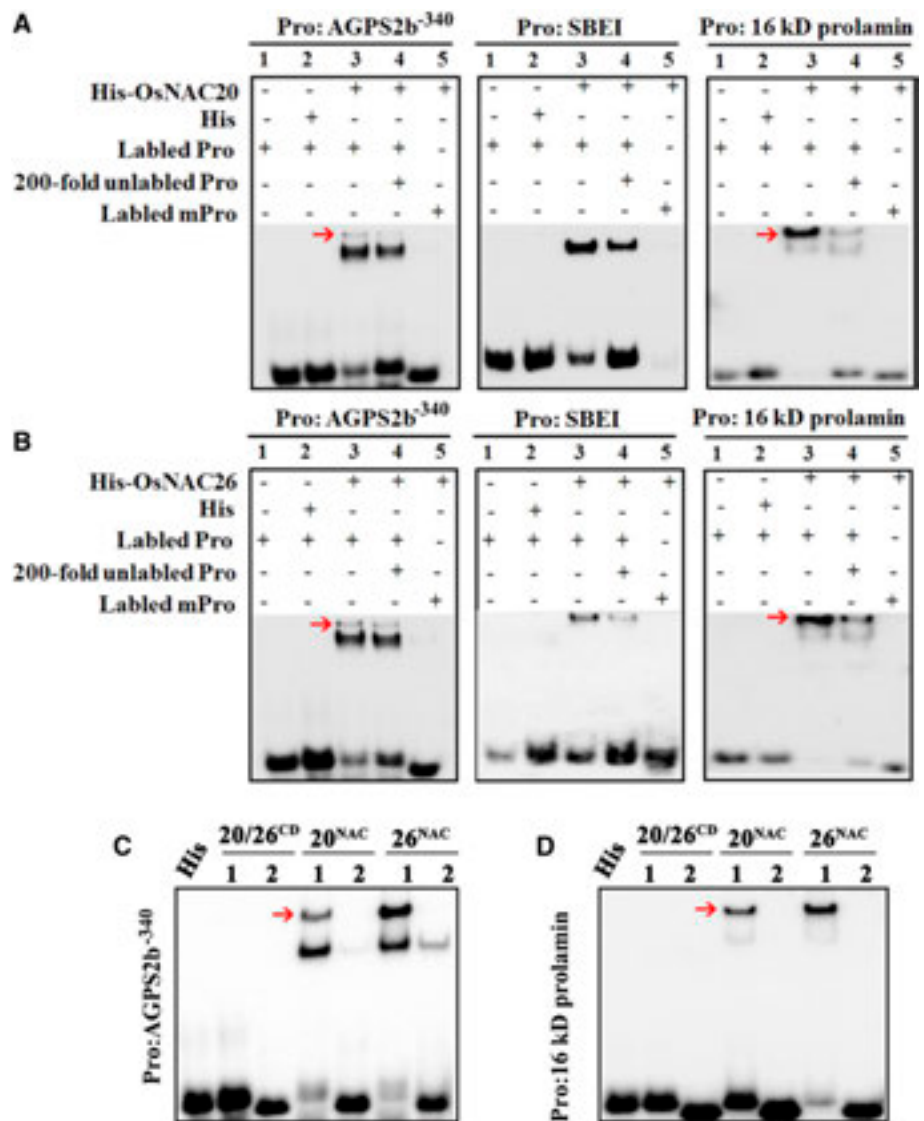 A
Pro: AGPS2b-340 Pro: SBEI Pro: 16 kD prolamin
1 2 3 4 5 1 2 3 4 5 1 2 3 4 5
His-OsNAC20 - - + + + - - + + + - - + + +
His - + - - - - + - - - - + - - -
Labled Pro + + + + - + + + + - + + + + -
200-fold unlabled Pro - - - + - - - - + - - - - + -
Labled mPro - - - - + - - - - + - - - - +
B
Pro: AGPS2b-340 Pro: SBEI Pro: 16 kD prolamin
1 2 3 4 5 1 2 3 4 5 1 2 3 4 5
His-OsNAC26 - - + + + - - + + + - - + + +
His - + - - - - + - - - - + - - -
Labled Pro + + + + - + + + + - + + + + -
200-fold unlabled Pro - - - + - - - - + - - - - + -
Labled mPro - - - - + - - - - + - - - - +
C
His 20/26CD 20NAC 26NAC
1 2 1 2 1 2
Pro:AGPS2b-340
D
His 20/26CD 20NAC 26NAC
1 2 1 2 1 2
Pro:16 kD prolamin